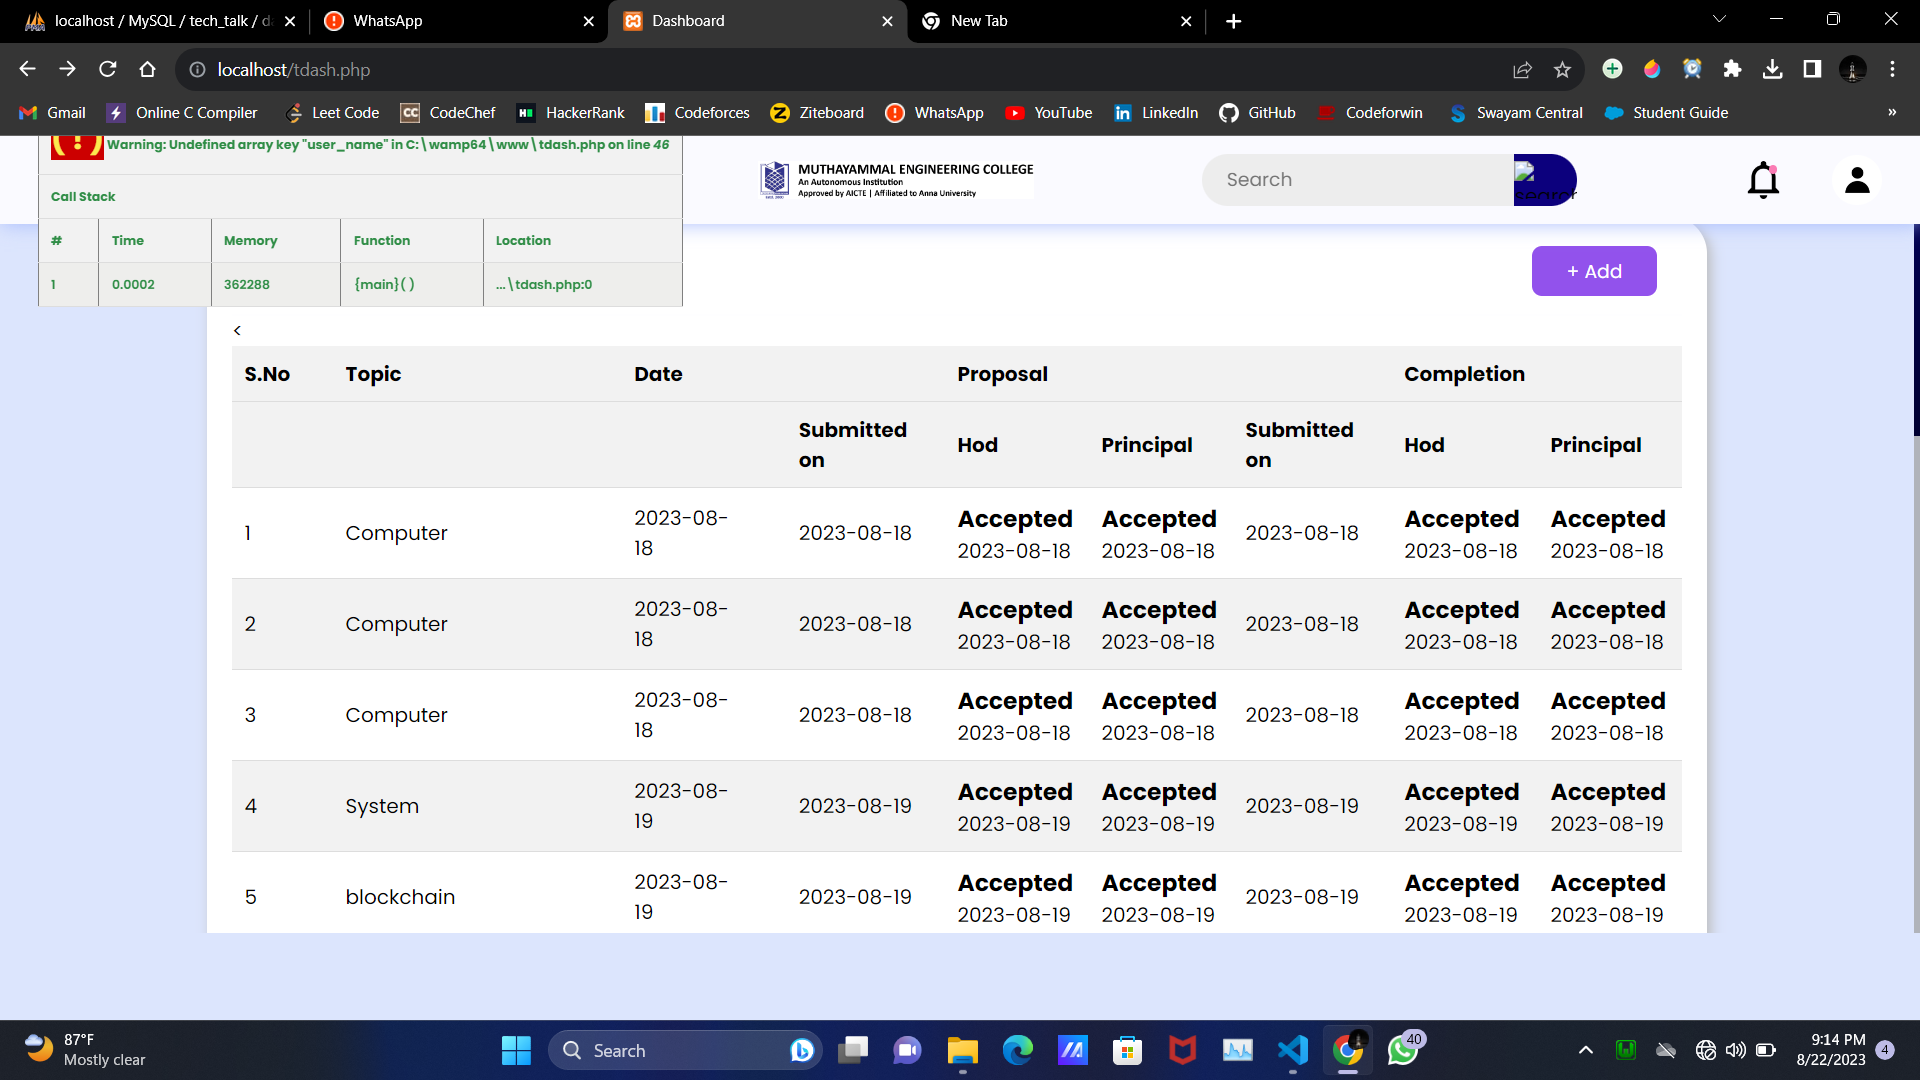 localhost / MySQL / tech_talk / da
WhatsApp
Dashboard
New Tab
localhost/tdash.php
Gmail
Online C Compiler
Leet Code
CodeChef
HackerRank
Codeforces
Ziteboard
WhatsApp
YouTube
LinkedIn
GitHub
Codeforwin
Swayam Central
Student Guide
»
Warning: Undefined array key "user_name" in C:\wamp64\www\tdash.php on line 46
Call Stack
# Time Memory Function Location
1 0.0002 362288 {main}( ) ...\tdash.php:0
MUTHAYAMMAL ENGINEERING COLLEGE
An Autonomous Institution
Approved by AICTE | Affiliated to Anna University
Search
+ Add
<
S.No Topic Date Proposal Completion
Submitted on Hod Principal Submitted on Hod Principal
1 Computer 2023-08-18 2023-08-18 Accepted 2023-08-18 Accepted 2023-08-18 2023-08-18 Accepted 2023-08-18 Accepted 2023-08-18
2 Computer 2023-08-18 2023-08-18 Accepted 2023-08-18 Accepted 2023-08-18 2023-08-18 Accepted 2023-08-18 Accepted 2023-08-18
3 Computer 2023-08-18 2023-08-18 Accepted 2023-08-18 Accepted 2023-08-18 2023-08-18 Accepted 2023-08-18 Accepted 2023-08-18
4 System 2023-08-19 2023-08-19 Accepted 2023-08-19 Accepted 2023-08-19 2023-08-19 Accepted 2023-08-19 Accepted 2023-08-19
5 blockchain 2023-08-19 2023-08-19 Accepted 2023-08-19 Accepted 2023-08-19 2023-08-19 Accepted 2023-08-19 Accepted 2023-08-19
87°F
Mostly clear
Search
40
9:14 PM
8/22/2023
4